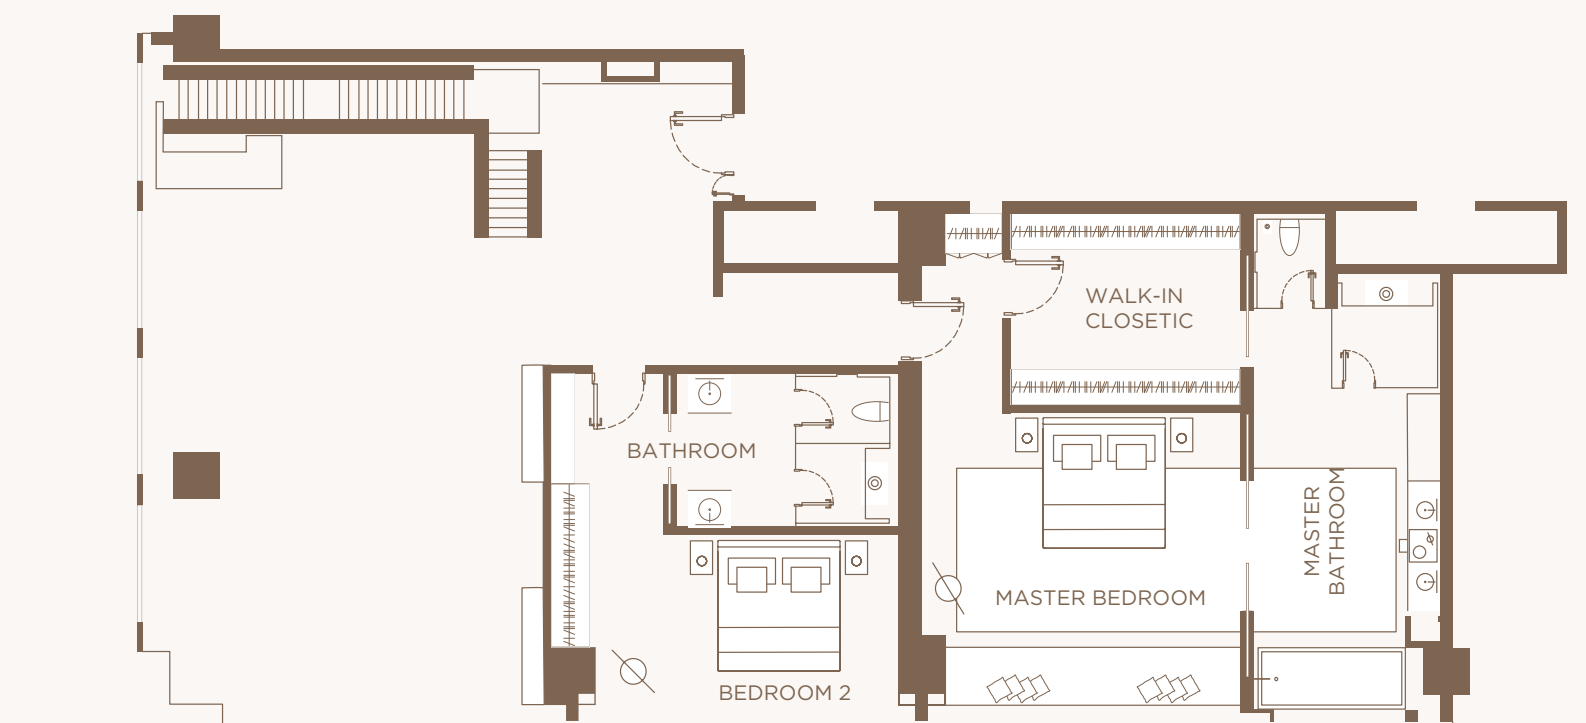 WALK-IN
CLOSETIC
BATHROOM
MASTER
BATHROOM
MASTER BEDROOM
BEDROOM 2